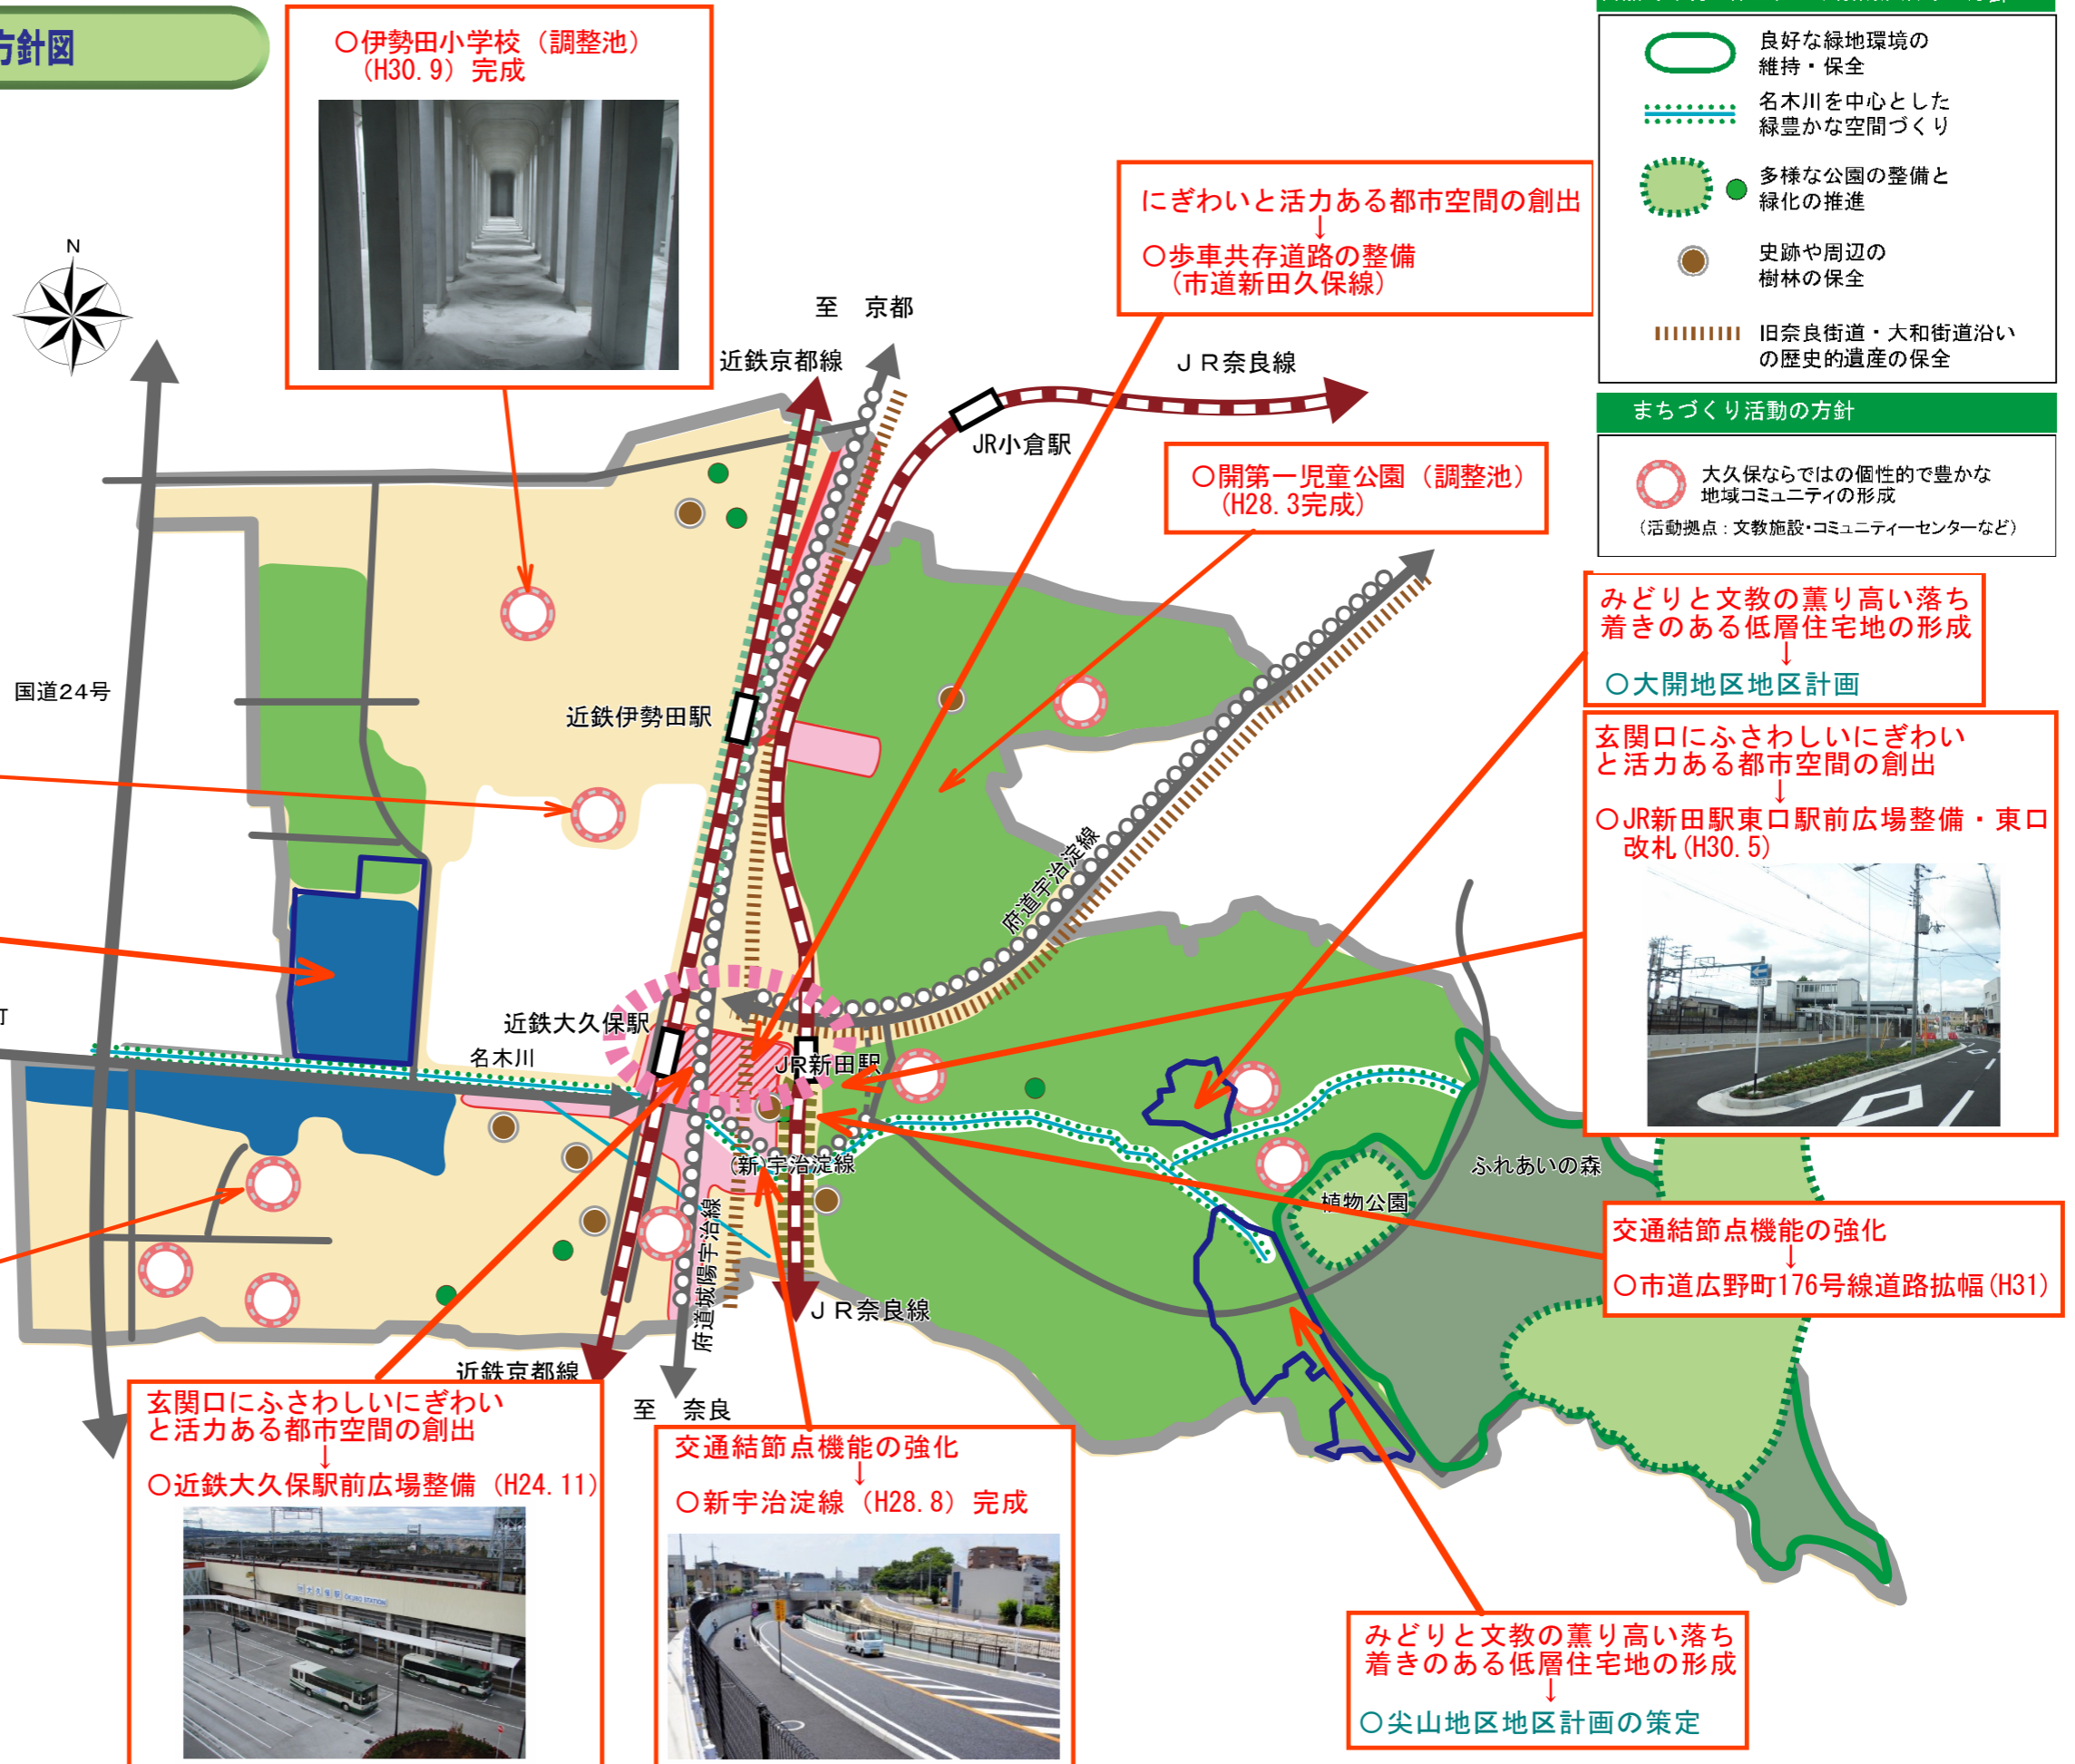 方針図
○伊勢田小学校（調整池）
（H30.9）完成
にぎわいと活力ある都市空間の創出
↓
○歩車共存道路の整備
（市道新田久保線）
良好な緑地環境の
維持・保全
名木川を中心とした
緑豊かな空間づくり
多様な公園の整備と
緑化の推進
史跡や周辺の
樹林の保全
旧奈良街道・大和街道沿い
の歴史的遺産の保全
まちづくり活動の方針
大久保ならではの個性的で豊かな
地域コミュニティの形成
（活動拠点：文教施設・コミュニティーセンターなど）
N
至　京都
近鉄京都線
ＪＲ奈良線
JR小倉駅
○開第一児童公園（調整池）
（H28.3完成）
みどりと文教の薫り高い落ち
着きのある低層住宅地の形成
↓
○大開地区地区計画
国道24号
近鉄伊勢田駅
玄関口にふさわしいにぎわい
と活力ある都市空間の創出
↓
○JR新田駅東口駅前広場整備・東口
改札(H30.5)
府道宇治淀線
近鉄大久保駅
名木川
JR新田駅
(新)宇治淀線
府道城陽宇治線
植物公園
ふれあいの森
交通結節点機能の強化
↓
○市道広野町176号線道路拡幅(H31)
ＪＲ奈良線
近鉄京都線
至　奈良
玄関口にふさわしいにぎわい
と活力ある都市空間の創出
↓
○近鉄大久保駅前広場整備（H24.11）
OKUBO STATION
交通結節点機能の強化
↓
○新宇治淀線（H28.8）完成
みどりと文教の薫り高い落ち
着きのある低層住宅地の形成
↓
○尖山地区地区計画の策定